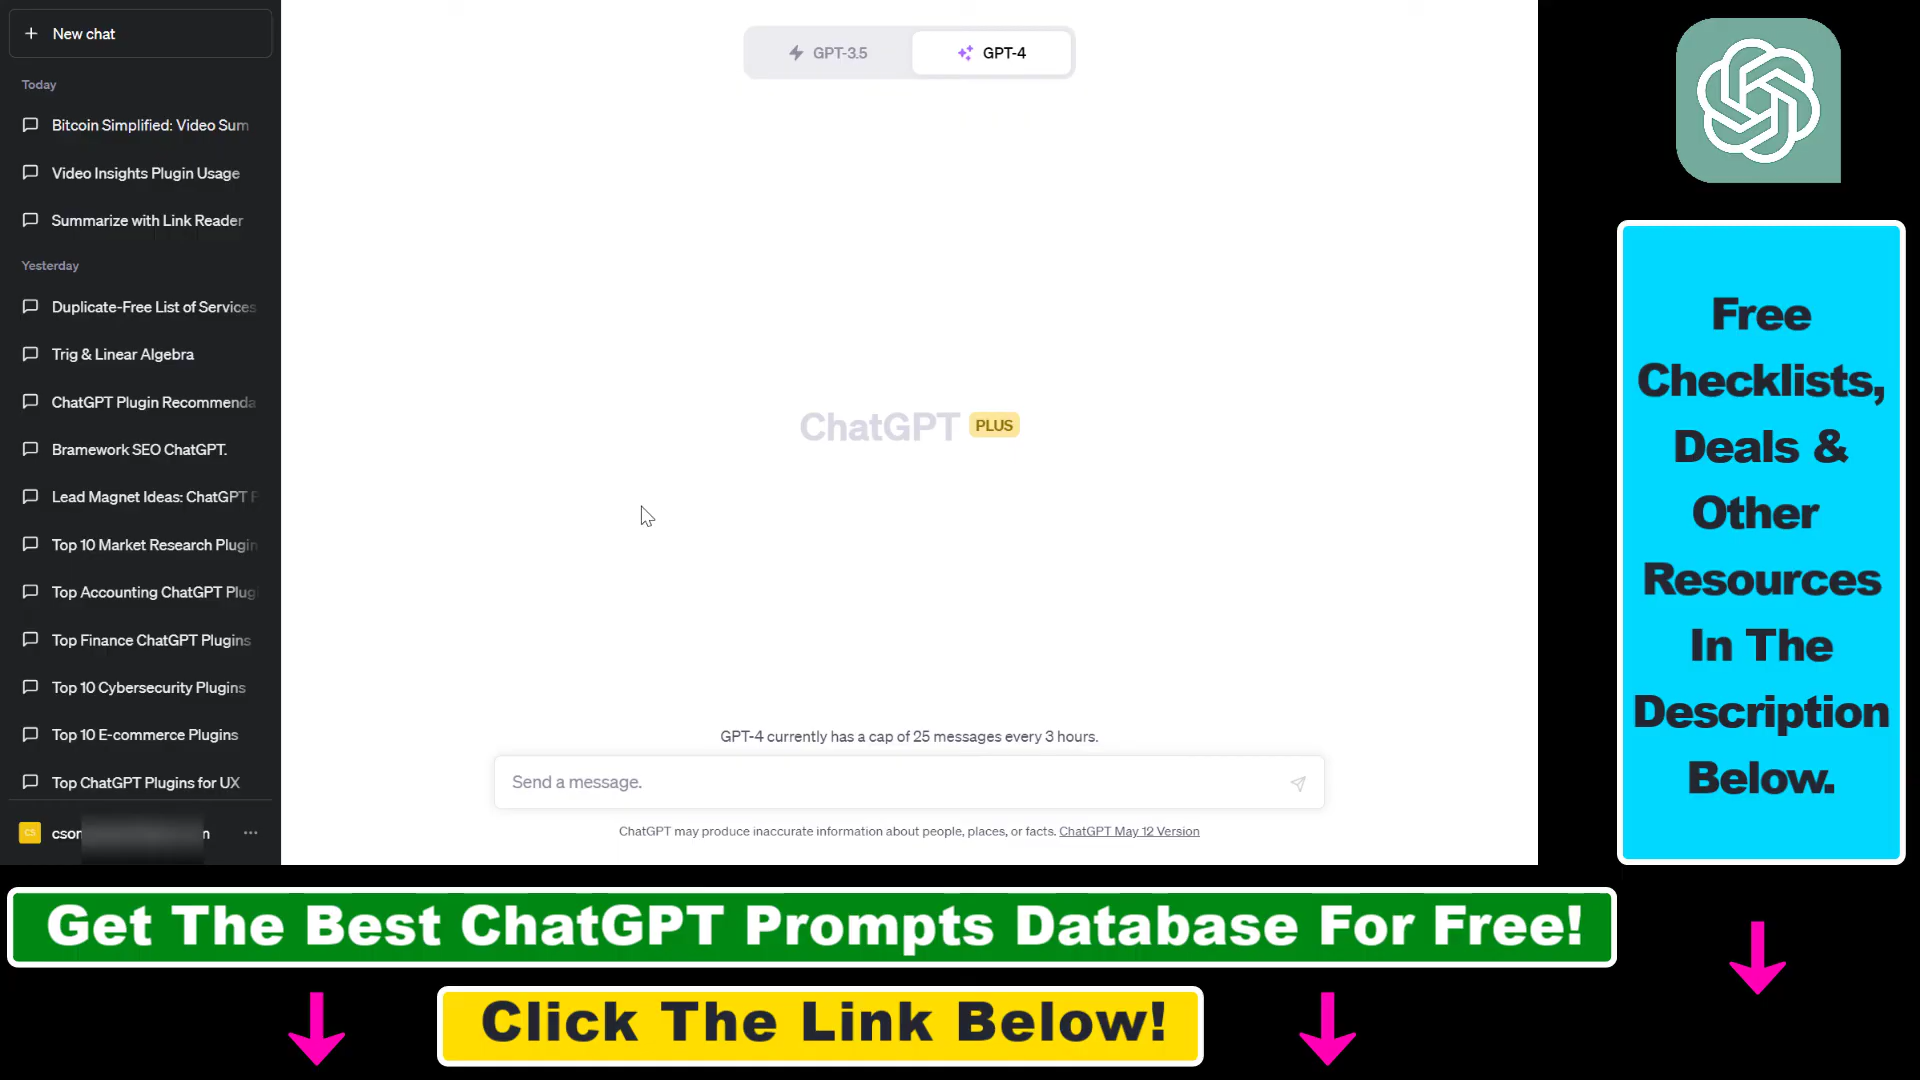 New chat
Today
Bitcoin Simplified: Video Sum
Video Insights Plugin Usage
Summarize with Link Reader
Yesterday
Duplicate-Free List of Services
Trig & Linear Algebra
ChatGPT Plugin Recommenda
Bramework SEO ChatGPT.
Lead Magnet Ideas: ChatGPT P
Top 10 Market Research Plugin
Top Accounting ChatGPT Plugi
Top Finance ChatGPT Plugins
Top 10 Cybersecurity Plugins
Top 10 E-commerce Plugins
Top ChatGPT Plugins for UX
CS
GPT-3.5
GPT-4
ChatGPT PLUS
GPT-4 currently has a cap of 25 messages every 3 hours.
Send a message.
ChatGPT may produce inaccurate information about people, places, or facts. ChatGPT May 12 Version
Free
Checklists,
Deals &
Other
Resources
In The
Description
Below.
Get The Best ChatGPT Prompts Database For Free!
Click The Link Below!